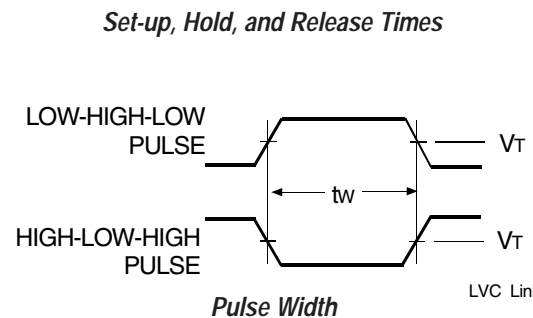 Set-up, Hold, and Release Times
LOW-HIGH-LOW
PULSE
VT
tw
HIGH-LOW-HIGH
PULSE
VT
LVC Lin
Pulse Width